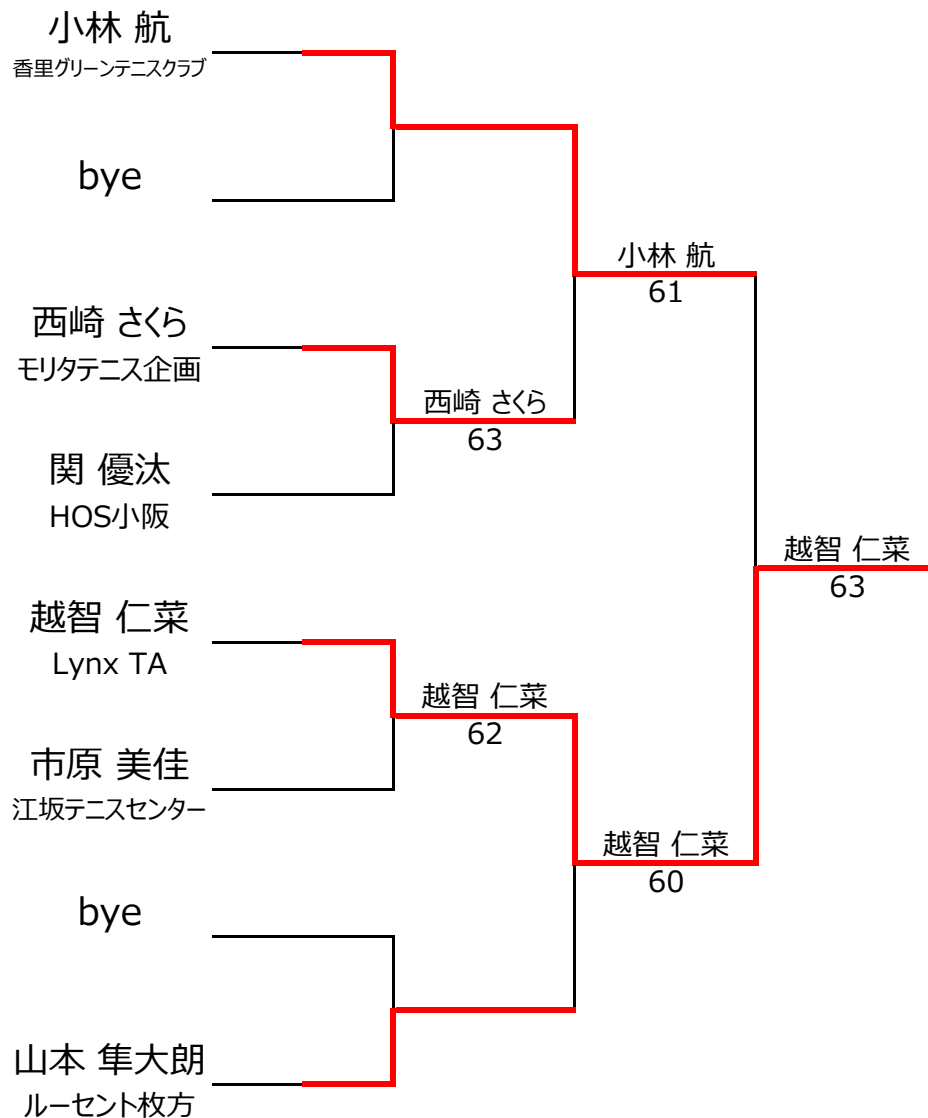 小林 航
香里グリーンテニスクラブ
bye
小林 航
61
西崎 さくら
モリタテニス企画
西崎 さくら
63
関 優汰
HOS小阪
越智 仁菜
63
越智 仁菜
Lynx TA
越智 仁菜
62
市原 美佳
江坂テニスセンター
越智 仁菜
60
bye
山本 隼大朗
ルーセント枚方